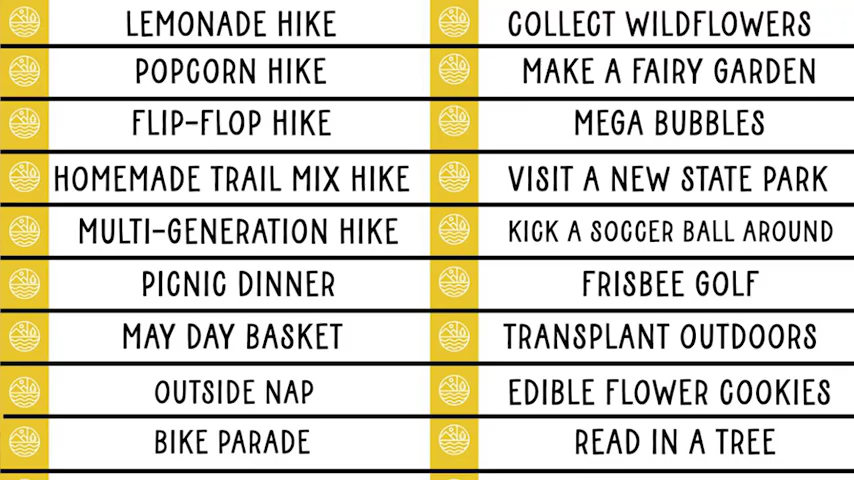 LEMONADE HIKE
COLLECT WILDFLOWERS
POPCORN HIKE
MAKE A FAIRY GARDEN
FLIP-FLOP HIKE
MEGA BUBBLES
HOMEMADE TRAIL MIX HIKE
VISIT A NEW STATE PARK
MULTI-GENERATION HIKE
KICK A SOCCER BALL AROUND
PICNIC DINNER
FRISBEE GOLF
MAY DAY BASKET
TRANSPLANT OUTDOORS
OUTSIDE NAP
EDIBLE FLOWER COOKIES
BIKE PARADE
READ IN A TREE